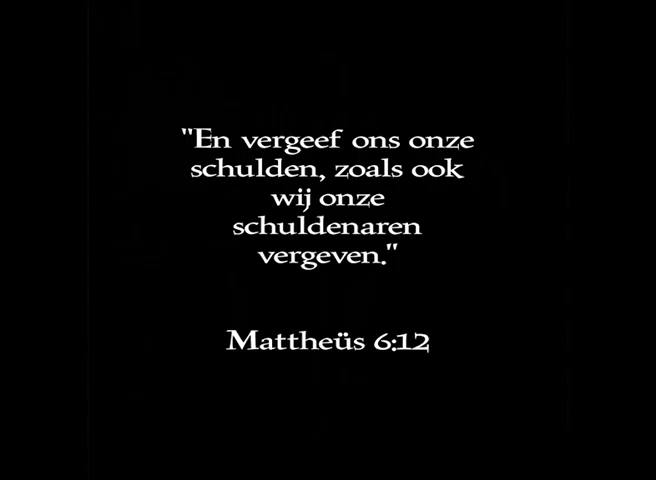 "En vergeef ons onze
schulden, zoals ook
wij onze
schuldenaren
vergeven."
Mattheüs 6:12